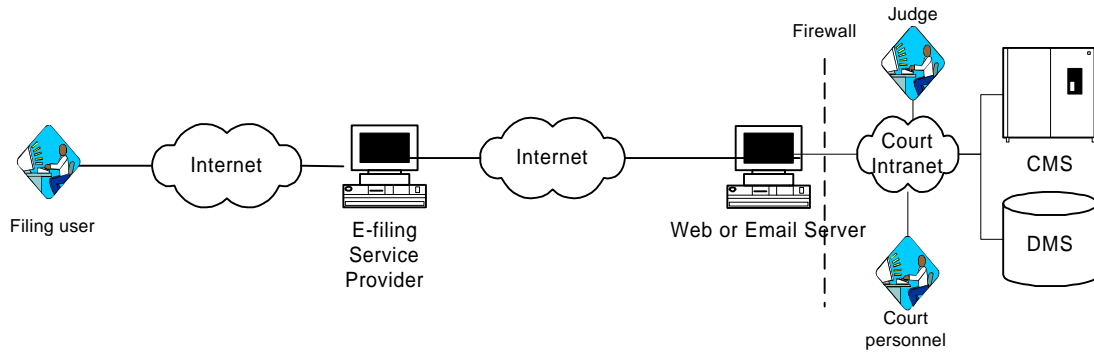 Judge
Firewall
Internet
Internet
Court
Intranet
CMS
Filing user
E-filing
Service
Provider
Web or Email Server
DMS
Court
personnel